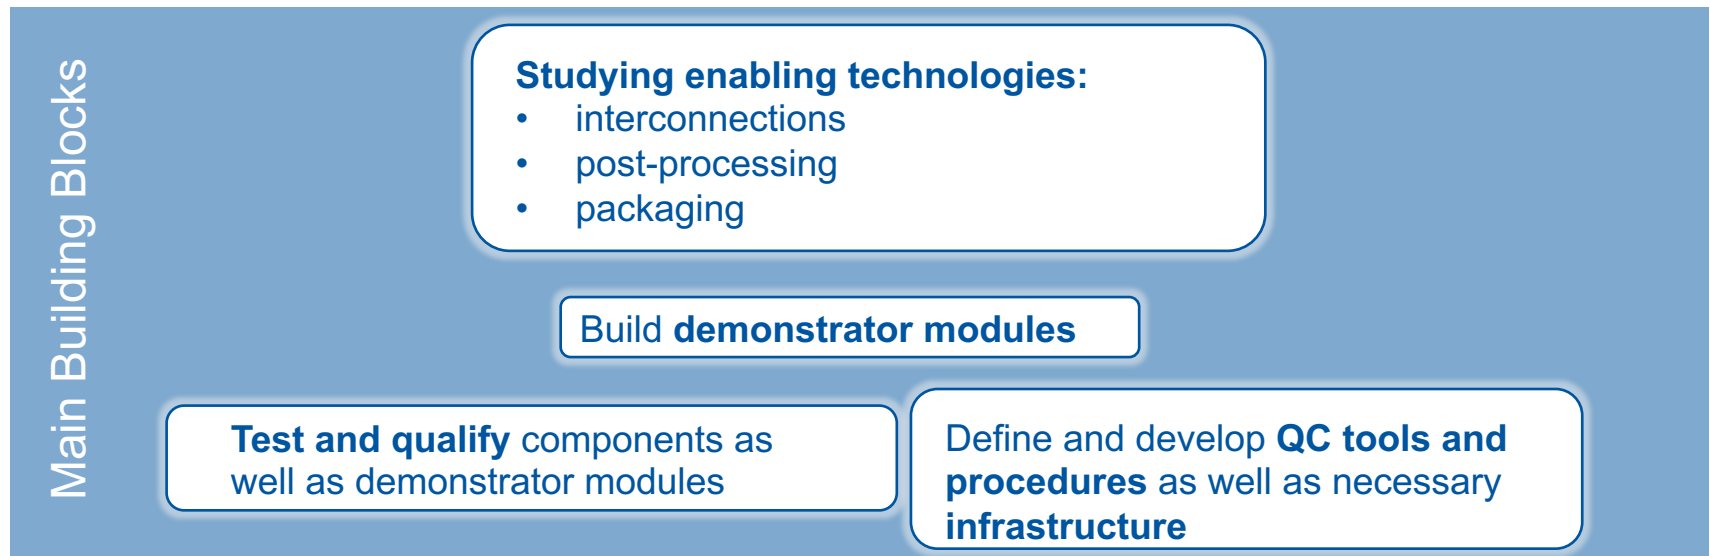 Main Building Blocks
Studying enabling technologies:
• interconnections
• post-processing
• packaging
Build demonstrator modules
Test and qualify components as
well as demonstrator modules
Define and develop QC tools and
procedures as well as necessary
infrastructure